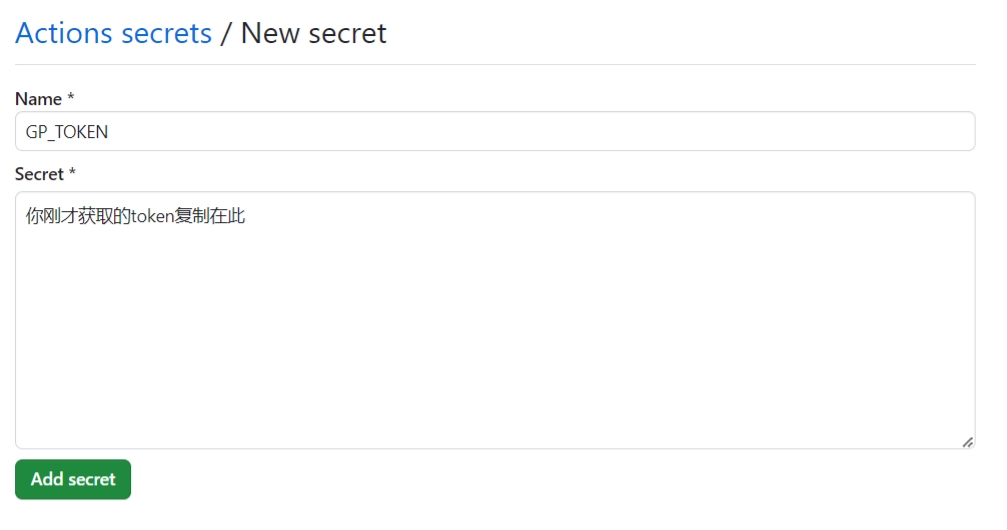 Actions secrets / New secret
Name *
GP_TOKEN
Secret *
你刚才获取的token复制在此
Add secret